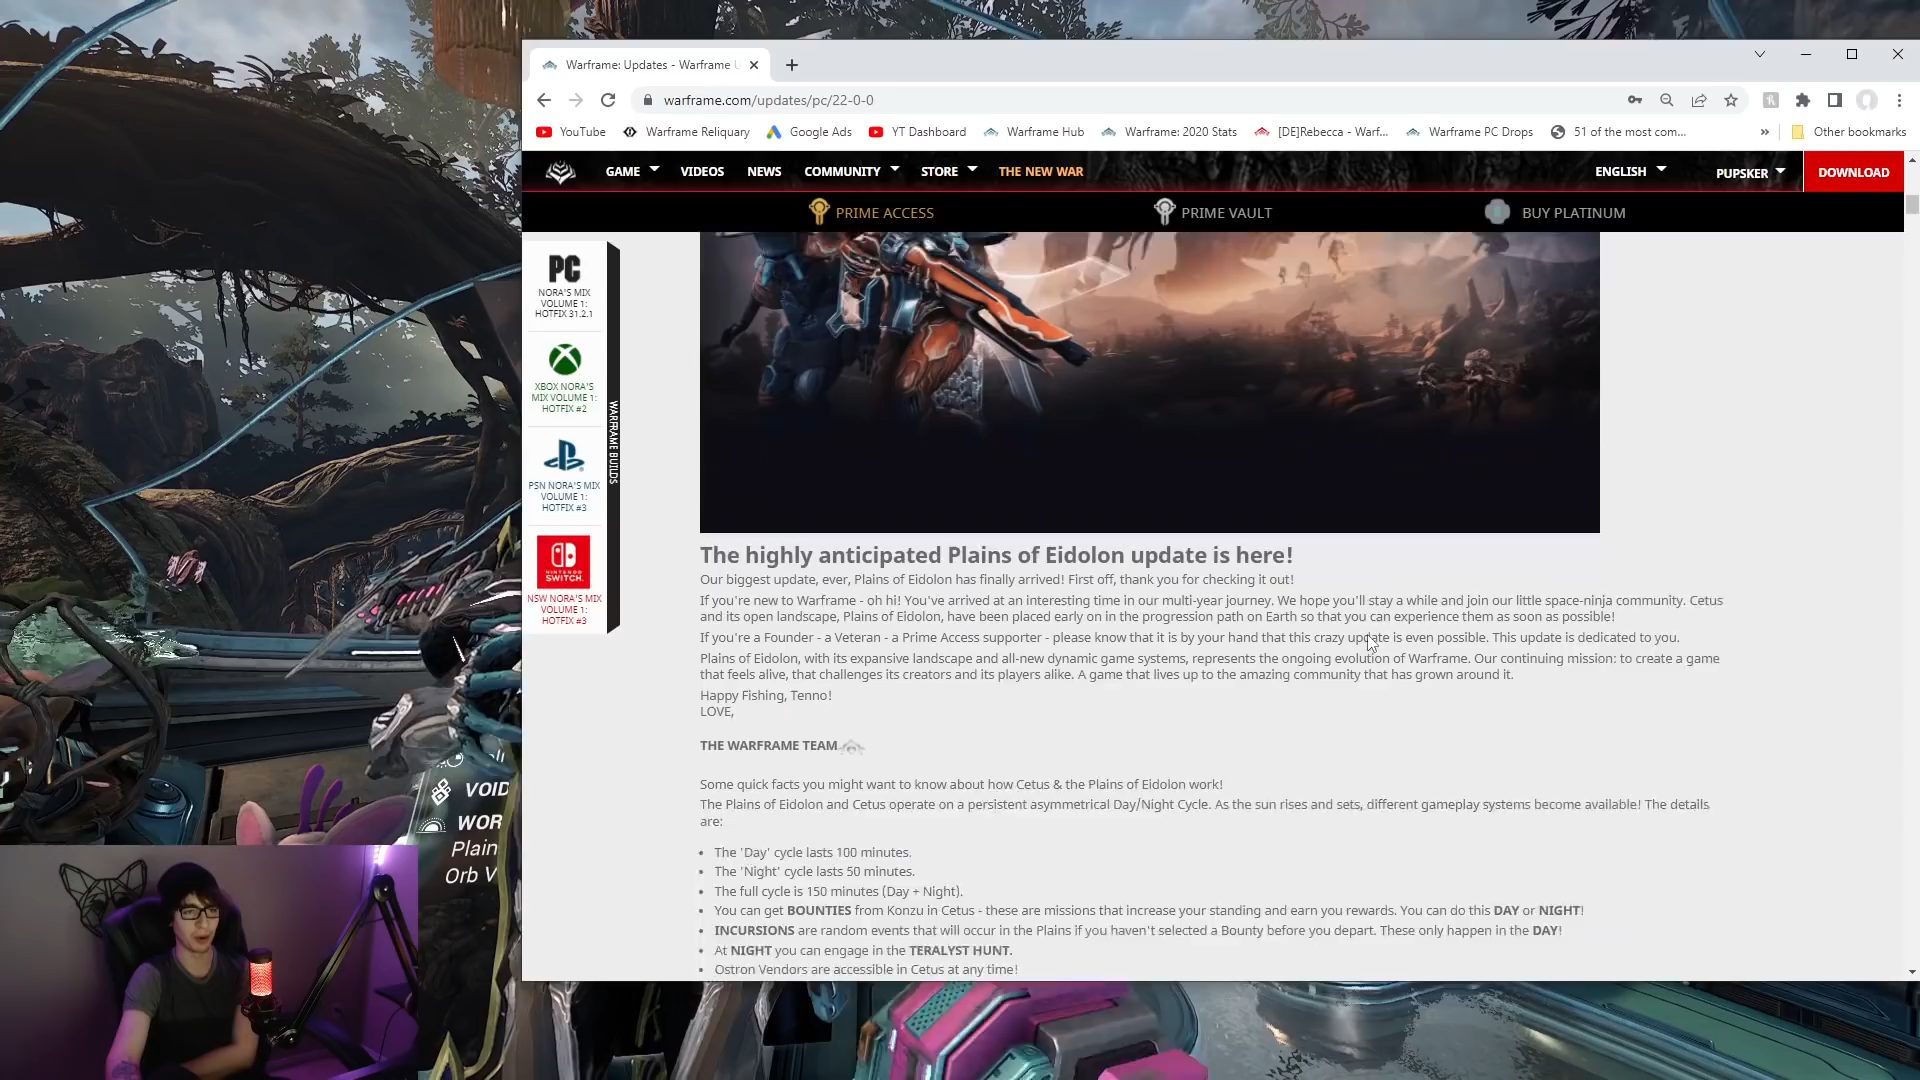 Warframe: Updates - Warframe U
warframe.com/updates/pc/22-0-0
YouTube
Warframe Reliquary
Google Ads
YT Dashboard
Warframe Hub
Warframe: 2020 Stats
[DE]Rebecca - Warf...
Warframe PC Drops
51 of the most com...
»
Other bookmarks
GAME
VIDEOS
NEWS
COMMUNITY
STORE
THE NEW WAR
ENGLISH
PUPSKER
DOWNLOAD
PRIME ACCESS
PRIME VAULT
BUY PLATINUM
PC
NORA'S MIX
VOLUME 1:
HOTFIX 31.2.1
XBOX NORA'S
MIX VOLUME 1:
HOTFIX #2
PSN NORA'S MIX
VOLUME 1:
HOTFIX #3
NINTENDO
SWITCH.
NSW NORA'S MIX
VOLUME 1:
HOTFIX #3
WARFRAME BUILDS
The highly anticipated Plains of Eidolon update is here!
Our biggest update, ever, Plains of Eidolon has finally arrived! First off, thank you for checking it out!
If you're new to Warframe - oh hi! You've arrived at an interesting time in our multi-year journey. We hope you'll stay a while and join our little space-ninja community. Cetus
and its open landscape, Plains of Eidolon, have been placed early on in the progression path on Earth so that you can experience them as soon as possible!
If you're a Founder - a Veteran - a Prime Access supporter - please know that it is by your hand that this crazy update is even possible. This update is dedicated to you.
Plains of Eidolon, with its expansive landscape and all-new dynamic game systems, represents the ongoing evolution of Warframe. Our continuing mission: to create a game
that feels alive, that challenges its creators and its players alike. A game that lives up to the amazing community that has grown around it.
Happy Fishing, Tenno!
LOVE,
THE WARFRAME TEAM
Some quick facts you might want to know about how Cetus & the Plains of Eidolon work!
The Plains of Eidolon and Cetus operate on a persistent asymmetrical Day/Night Cycle. As the sun rises and sets, different gameplay systems become available! The details
are:
• The 'Day' cycle lasts 100 minutes.
• The 'Night' cycle lasts 50 minutes.
• The full cycle is 150 minutes (Day + Night).
• You can get BOUNTIES from Konzu in Cetus - these are missions that increase your standing and earn you rewards. You can do this DAY or NIGHT!
• INCURSIONS are random events that will occur in the Plains if you haven't selected a Bounty before you depart. These only happen in the DAY!
• At NIGHT you can engage in the TERALYST HUNT.
• Ostron Vendors are accessible in Cetus at any time!
VOID
WOR
Plain
Orb V